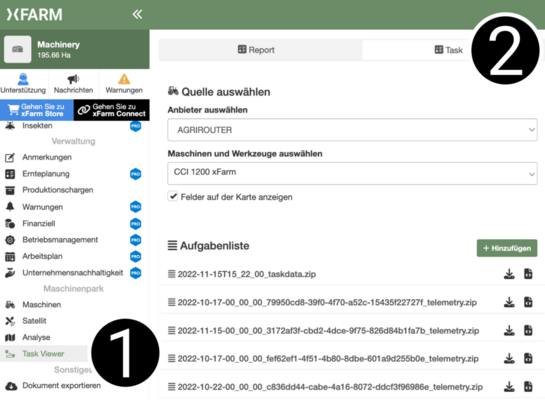 XFARM
Machinery
195.66 Ha
Unterstützung
Nachrichten
Warnungen
Gehen Sie zu
xFarm Store
Gehen Sie zu
xFarm Connect
Insekten
PRO
Verwaltung
Anmerkungen
Ernteplanung
PRO
Produktionschargen
Warnungen
PRO
Finanziell
PRO
Betriebsmanagement
PRO
Arbeitsplan
PRO
Unternehmensnachhaltigkeit
PRO
Maschinenpark
Maschinen
Satellit
Analyse
Task Viewer
Sonstiges
Dokument exportieren
1
Report
Task
2
Quelle auswählen
Anbieter auswählen
AGRIROUTER
Maschinen und Werkzeuge auswählen
CCI 1200 xFarm
Felder auf der Karte anzeigen
Aufgabenliste
+ Hinzufügen
2022-11-15T15_22_00_taskdata.zip
2022-10-17-00_00_00_79950cd8-39f0-4f70-a52c-15435f22727f_telemetry.zip
2022-11-15-00_00_00_3172af3f-cbd2-4dce-9f75-826d84b1fa7b_telemetry.zip
2022-10-17-00_00_00_fef62ef1-4f51-4b80-8dbe-601a9d255b0e_telemetry.zip
2022-10-22-00_00_00_c836dd44-cabe-4a16-8072-ddcf3f96986e_telemetry.zip